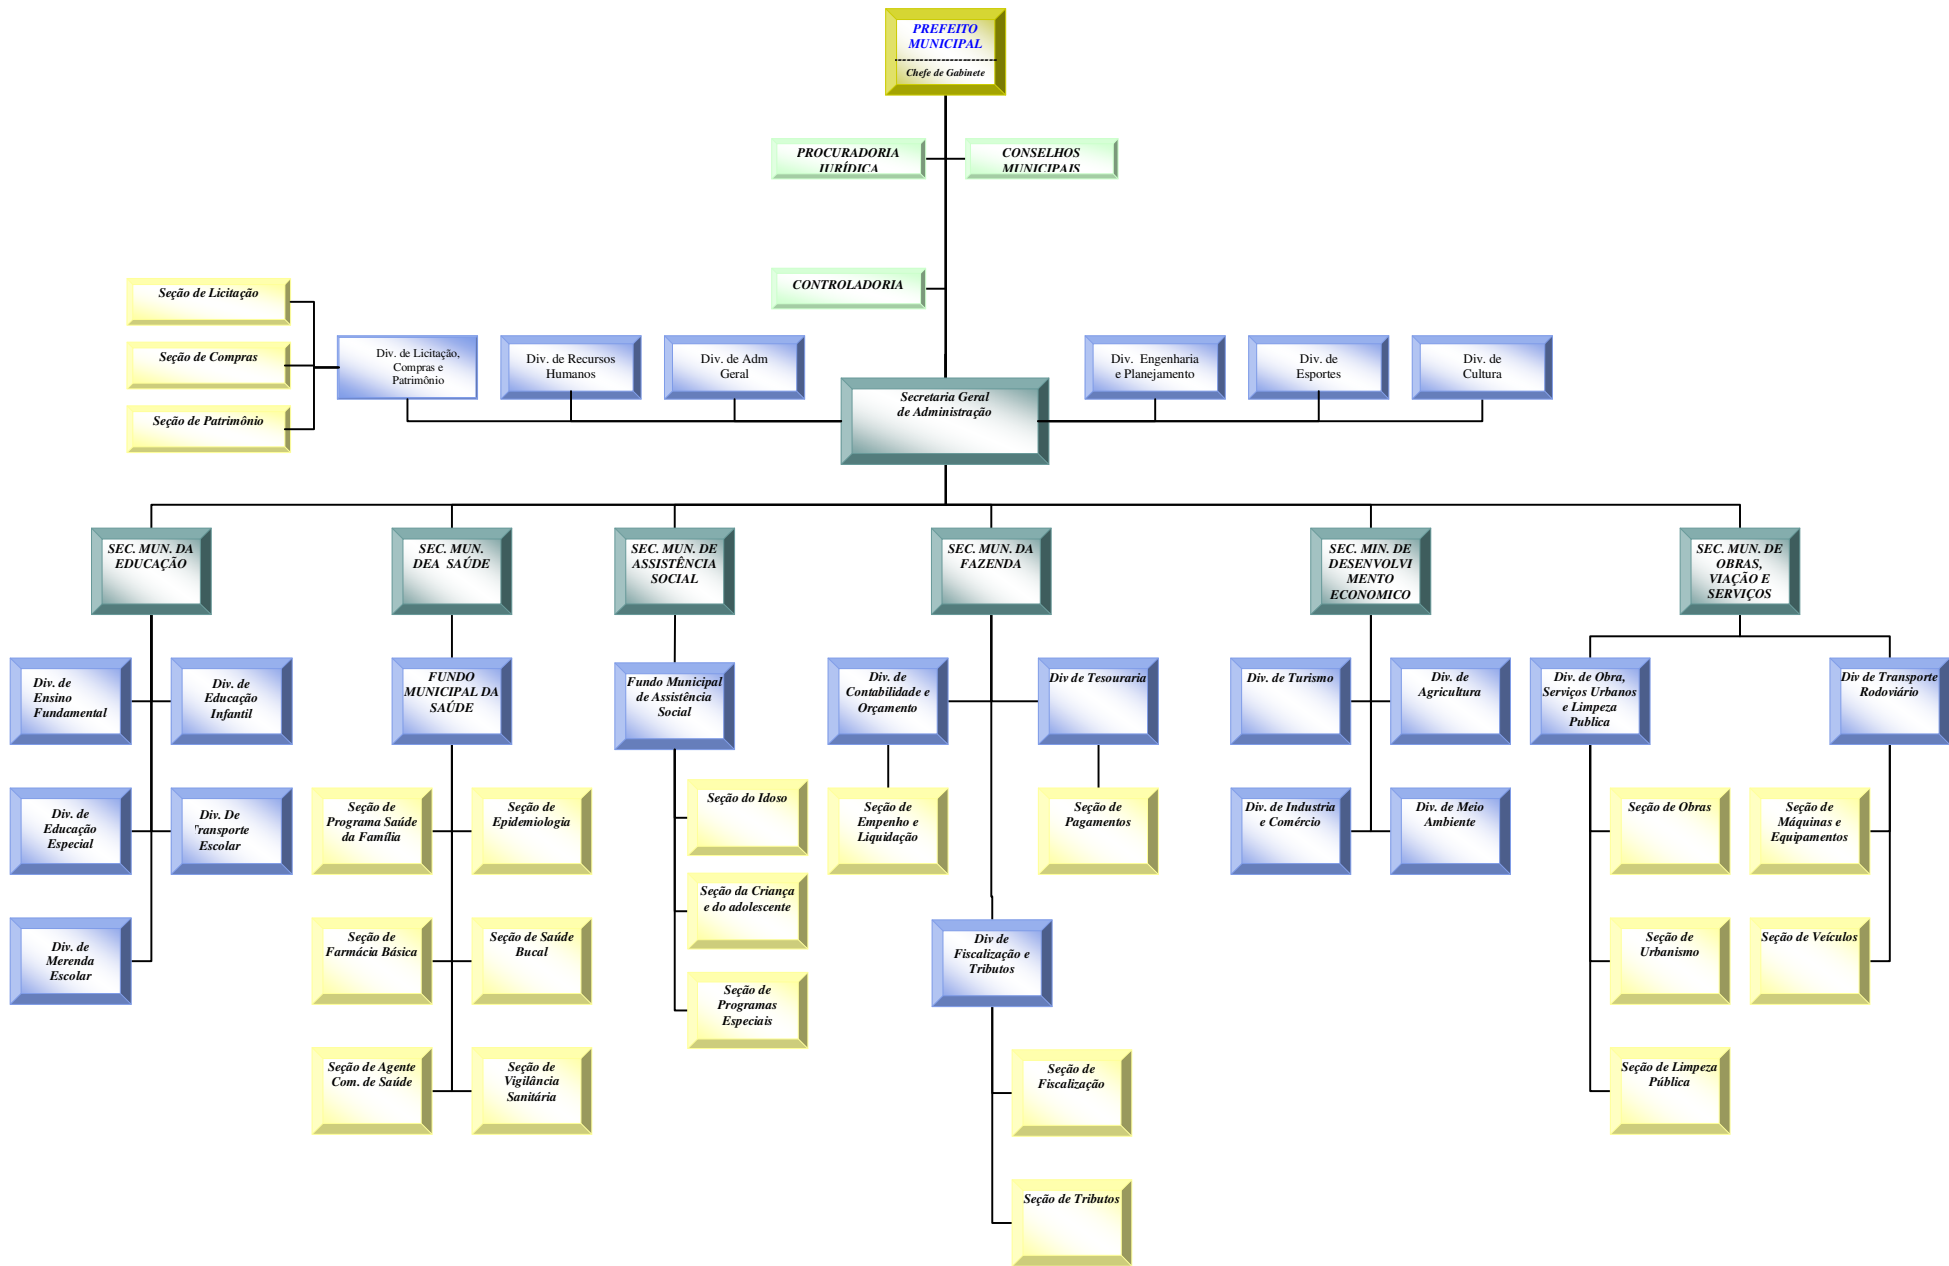 PREFEITO
MUNICIPAL
------------------------
Chefe de Gabinete
PROCURADORIA
JURÍDICA
CONSELHOS
MUNICIPAIS
CONTROLADORIA
Seção de Licitação
Seção de Compras
Seção de Patrimônio
Div. de Licitação,
Compras e
Patrimônio
Div. de Recursos
Humanos
Div. de Adm
Geral
Div. Engenharia
e Planejamento
Div. de
Esportes
Div. de
Cultura
Secretaria Geral
de Administração
SEC. MUN. DA
EDUCAÇÃO
SEC. MUN.
DEA SAÚDE
SEC. MUN. DE
ASSISTÊNCIA
SOCIAL
SEC. MUN. DA
FAZENDA
SEC. MIN. DE
DESENVOLVI
MENTO
ECONOMICO
SEC. MUN. DE
OBRAS,
VIAÇÃO E
SERVIÇOS
Div. de
Ensino
Fundamental
Div. de
Educação
Infantil
FUNDO
MUNICIPAL DA
SAÚDE
Fundo Municipal
de Assistência
Social
Div. de
Contabilidade e
Orçamento
Div de Tesouraria
Div. de Turismo
Div. de
Agricultura
Div. de Obra,
Serviços Urbanos
e Limpeza
Publica
Div de Transporte
Rodoviário
Div. de
Educação
Especial
Div. De
Transporte
Escolar
Seção de
Programa Saúde
da Família
Seção de
Epidemiologia
Seção do Idoso
Seção de
Empenho e
Liquidação
Seção de
Pagamentos
Div. de Industria
e Comércio
Div. de Meio
Ambiente
Seção de Obras
Seção de
Máquinas e
Equipamentos
Seção da Criança
e do adolescente
Div. de
Merenda
Escolar
Seção de
Farmácia Básica
Seção de Saúde
Bucal
Div de
Fiscalização e
Tributos
Seção de
Urbanismo
Seção de Veículos
Seção de
Programas
Especiais
Seção de Agente
Com. de Saúde
Seção de
Vigilância
Sanitária
Seção de
Fiscalização
Seção de Limpeza
Pública
Seção de Tributos